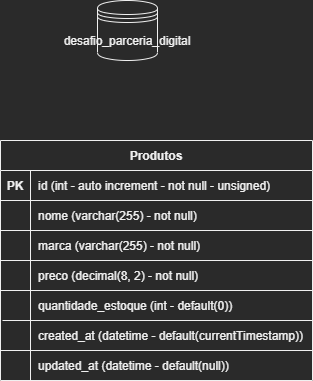 desafio_parceria_digital
Produtos
PK id (int - auto increment - not null - unsigned)
nome (varchar(255) - not null)
marca (varchar(255) - not null)
preco (decimal(8, 2) - not null)
quantidade_estoque (int - default(0))
created_at (datetime - default(currentTimestamp))
updated_at (datetime - default(null))